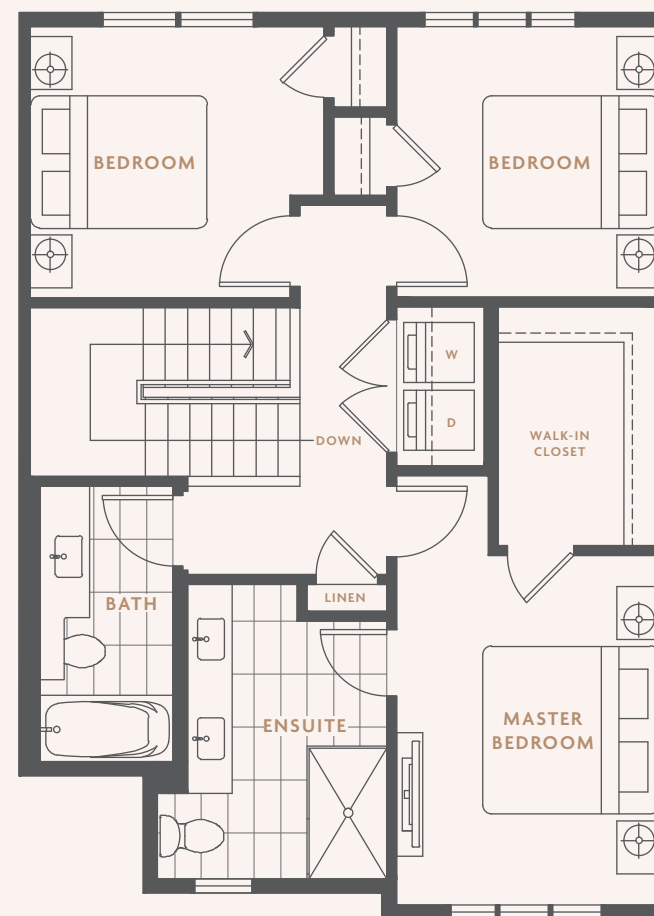 BEDROOM
BEDROOM
W
D
WALK-IN
CLOSET
DOWN
LINEN
BATH
ENSUITE
MASTER
BEDROOM